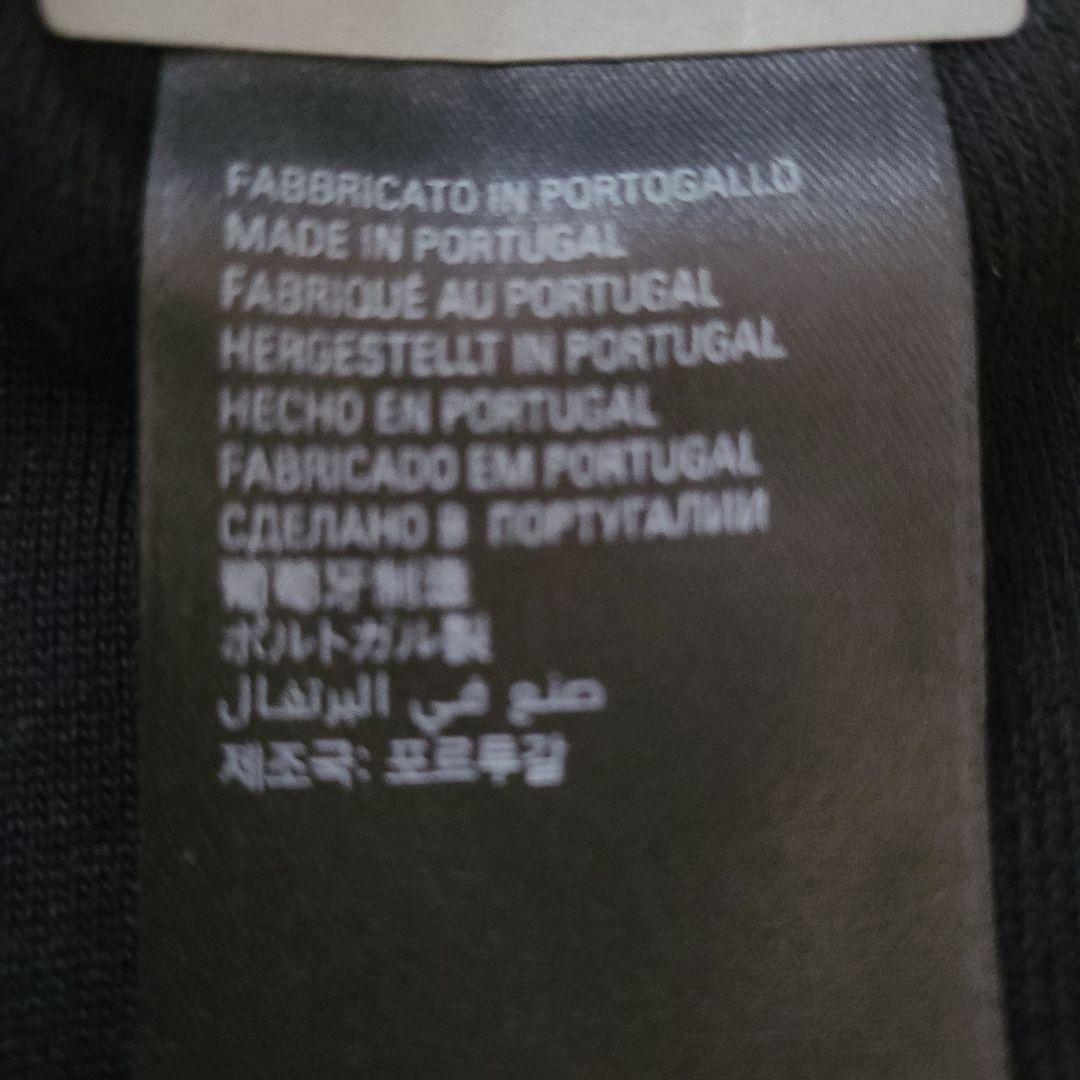 FABBRICATO IN PORTOGALLO
MADE IN PORTUGAL
FABRIQUÉ AU PORTUGAL
HERGESTELLT IN PORTUGAL
HECHO EN PORTUGAL
FABRICADO EM PORTUGAL
СДЕЛАНО В ПОРТУГАЛИИ
葡萄牙制造
ポルトガル製
صنع في البرتغال
제조국: 포르투갈